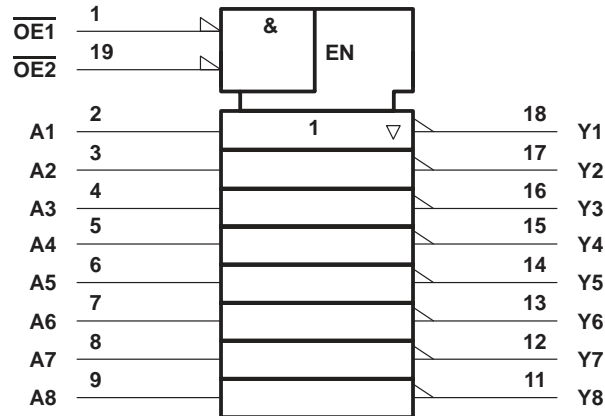 OE1 1 &
OE2 19 EN
A1 2 1 ▽ 18 Y1
A2 3 17 Y2
A3 4 16 Y3
A4 5 15 Y4
A5 6 14 Y5
A6 7 13 Y6
A7 8 12 Y7
A8 9 11 Y8